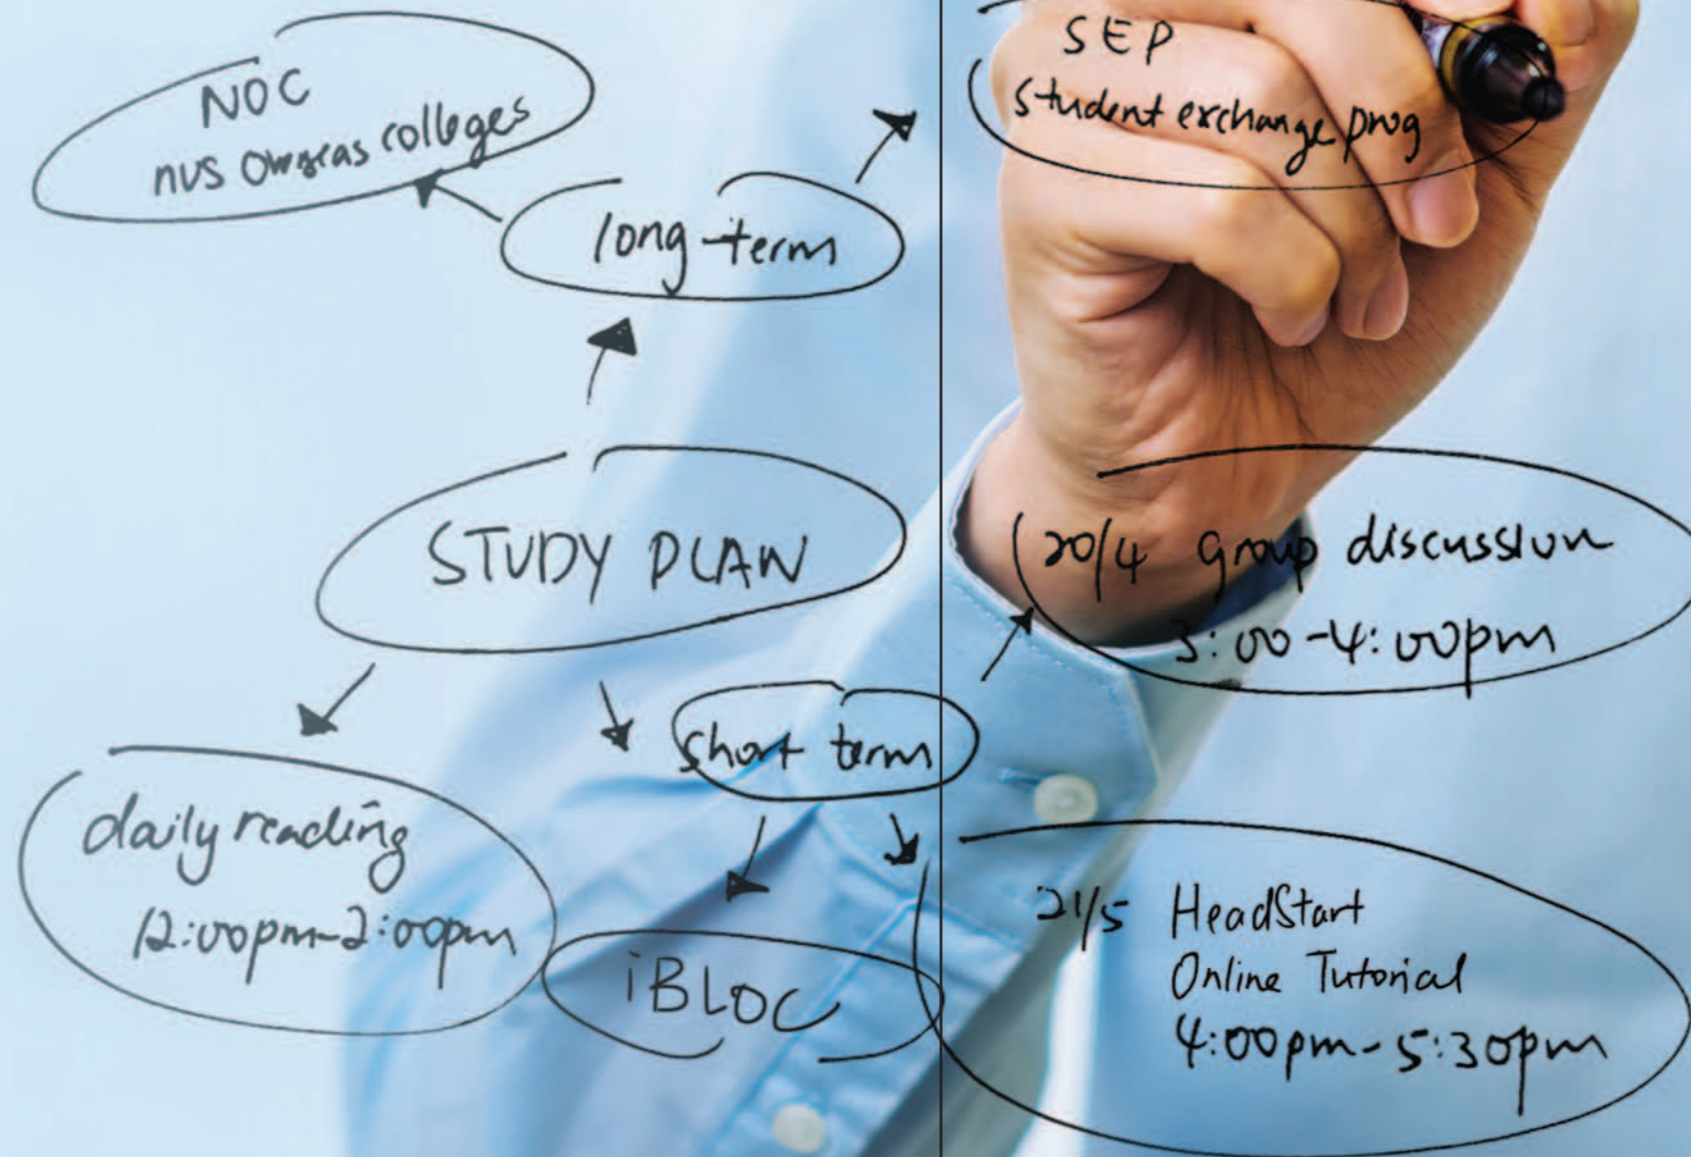 NOC
nus overseas colleges
SEP
student exchange prog
long-term
STUDY PLAN
20/4 Group discussion
3:00-4:00pm
short term
daily reading
12:00pm-2:00pm
iBLOC
21/5 HeadStart
Online Tutorial
4:00pm-5:30pm